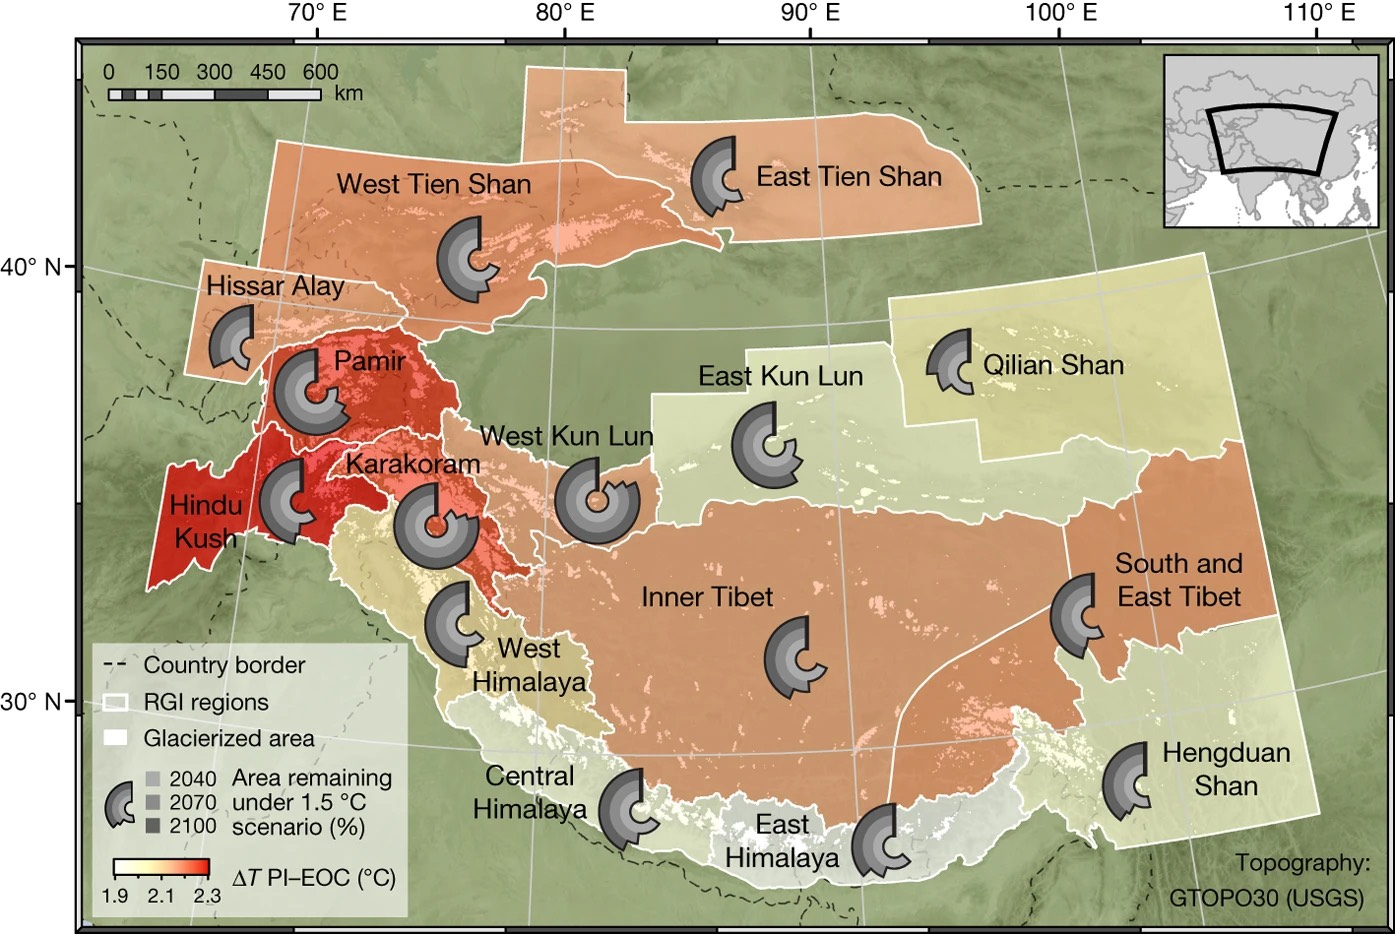 70° E 80° E 90° E 100° E 110° E
0 150 300 450 600
km
East Tien Shan
West Tien Shan
40° N
Hissar Alay
Pamir
Qilian Shan
East Kun Lun
West Kun Lun
Karakoram
Hindu
Kush
South and
East Tibet
Inner Tibet
West
Himalaya
30° N
Central
Himalaya
East
Himalaya
Hengduan
Shan
Country border
RGI regions
Glacierized area
2040 Area remaining
2070 under 1.5 °C
2100 scenario (%)
ΔT PI–EOC (°C)
1.9 2.1 2.3
Topography:
GTOPO30 (USGS)